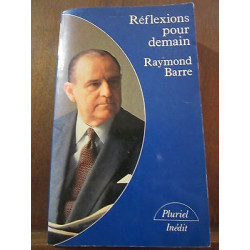 Réflexions
pour
demain
Raymond
Barre
Pluriel
Inédit